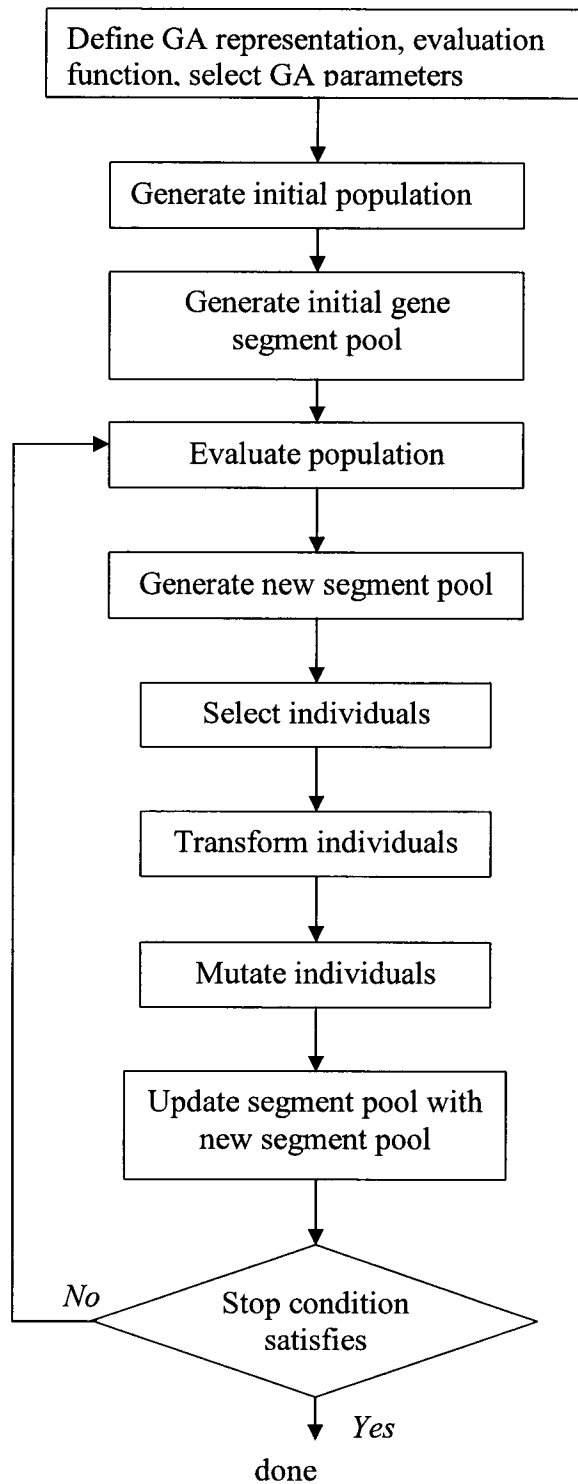 Define GA representation, evaluation
function, select GA parameters
Generate initial population
Generate initial gene
segment pool
Evaluate population
Generate new segment pool
Select individuals
Transform individuals
Mutate individuals
Update segment pool with
new segment pool
No
Stop condition
satisfies
Yes
done